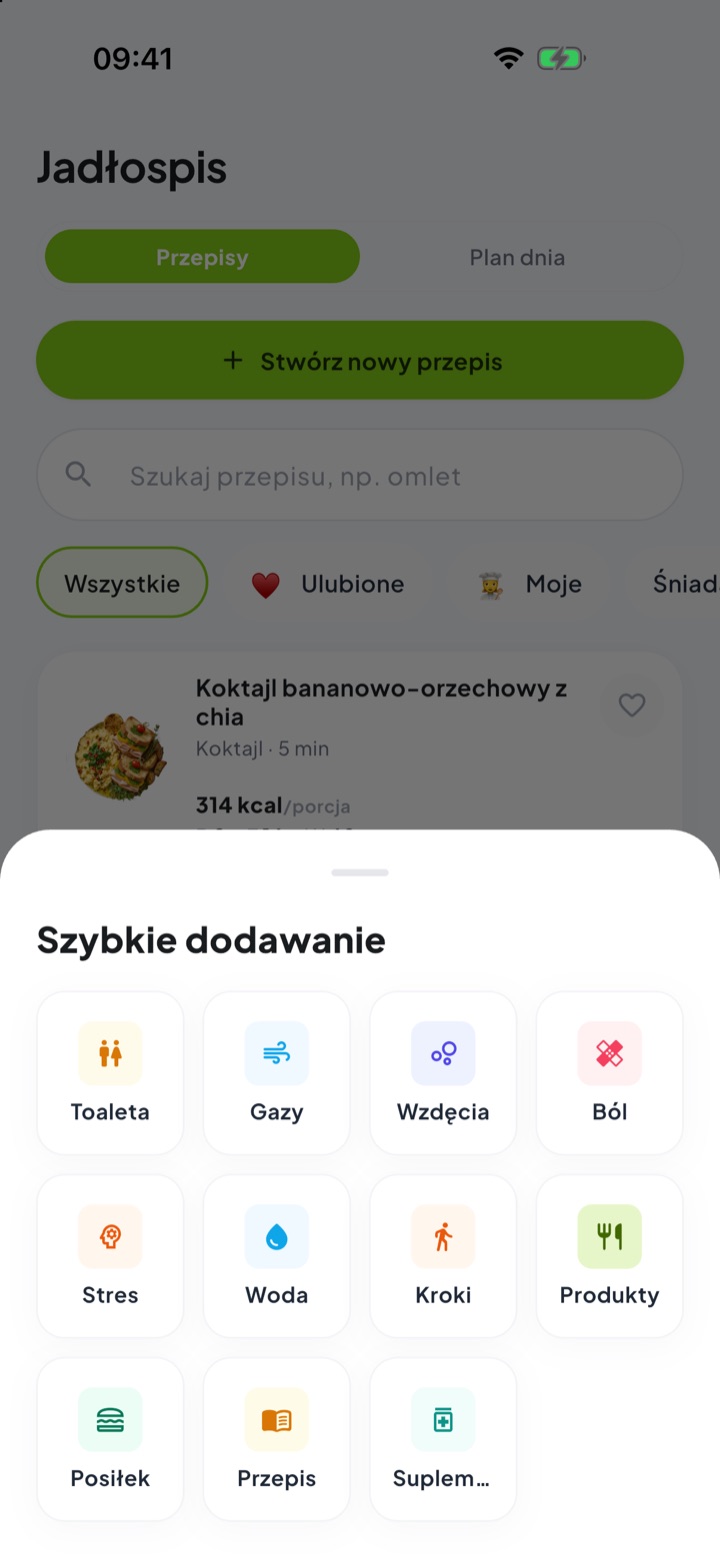 09:41
Jadłospis
Przepisy
Plan dnia
+ Stwórz nowy przepis
Szukaj przepisu, np. omlet
Wszystkie
Ulubione
Moje
Śniad
Koktajl bananowo-orzechowy z
chia
Koktajl · 5 min
314 kcal/porcja
Szybkie dodawanie
Toaleta
Gazy
Wzdęcia
Ból
Stres
Woda
Kroki
Produkty
Posiłek
Przepis
Suplem...